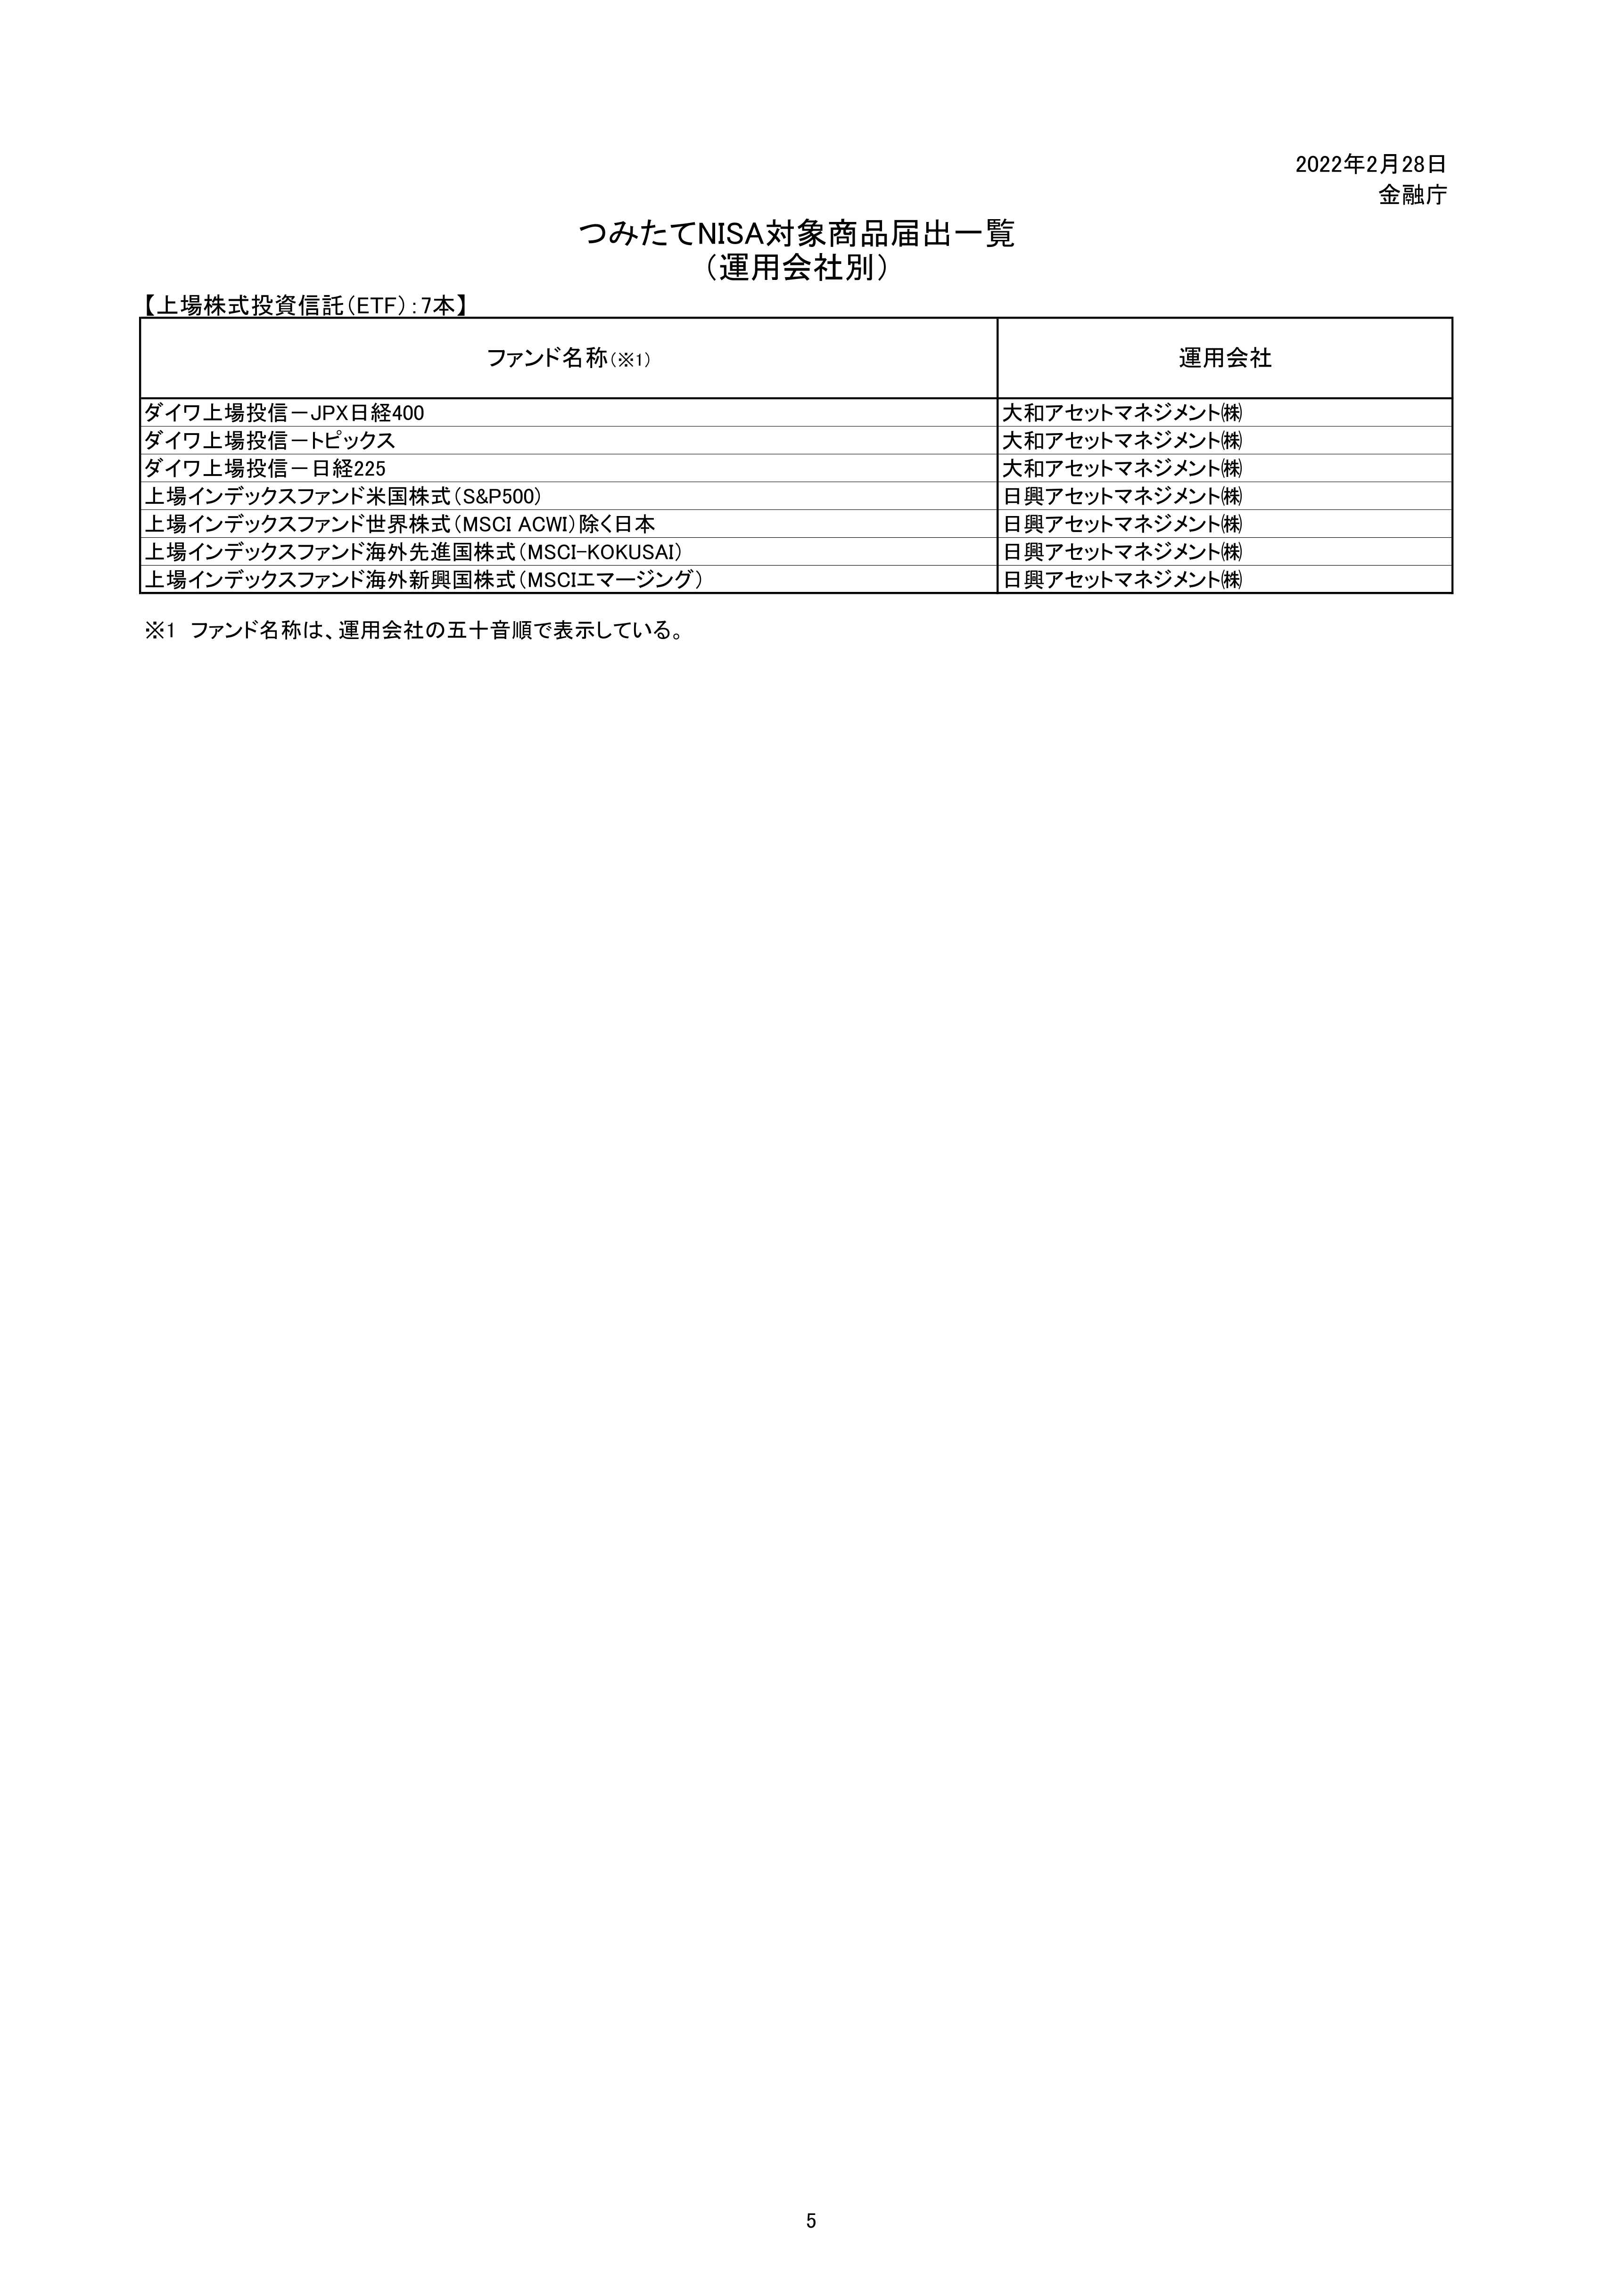 2022年2月28日
金融庁
つみたてNISA対象商品届出一覧
（運用会社別）
【上場株式投資信託（ETF）：7本】
ファンド名称（※1） 運用会社
ダイワ上場投信－JPX日経400 大和アセットマネジメント㈱
ダイワ上場投信－トピックス 大和アセットマネジメント㈱
ダイワ上場投信－日経225 大和アセットマネジメント㈱
上場インデックスファンド米国株式（S&P500） 日興アセットマネジメント㈱
上場インデックスファンド世界株式（MSCI ACWI）除く日本 日興アセットマネジメント㈱
上場インデックスファンド海外先進国株式（MSCI-KOKUSAI） 日興アセットマネジメント㈱
上場インデックスファンド海外新興国株式（MSCIエマージング） 日興アセットマネジメント㈱
※1 ファンド名称は、運用会社の五十音順で表示している。
5